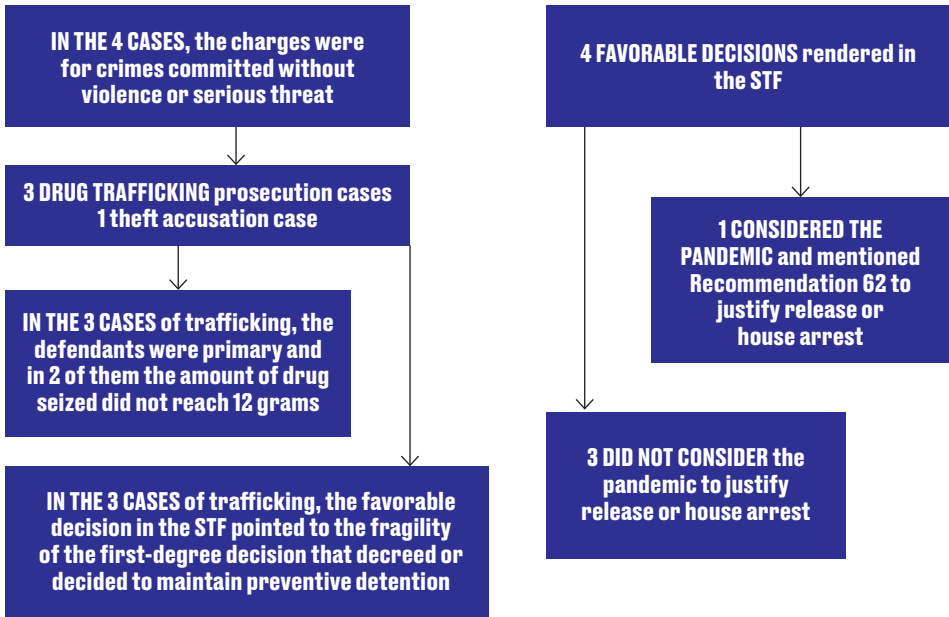 IN THE 4 CASES, the charges were
for crimes committed without
violence or serious threat
3 DRUG TRAFFICKING prosecution cases
1 theft accusation case
IN THE 3 CASES of trafficking, the
defendants were primary and
in 2 of them the amount of drug
seized did not reach 12 grams
IN THE 3 CASES of trafficking, the favorable
decision in the STF pointed to the fragility
of the first-degree decision that decreed or
decided to maintain preventive detention
4 FAVORABLE DECISIONS rendered in
the STF
1 CONSIDERED THE
PANDEMIC and mentioned
Recommendation 62 to
justify release or
house arrest
3 DID NOT CONSIDER the
pandemic to justify
release or house arrest